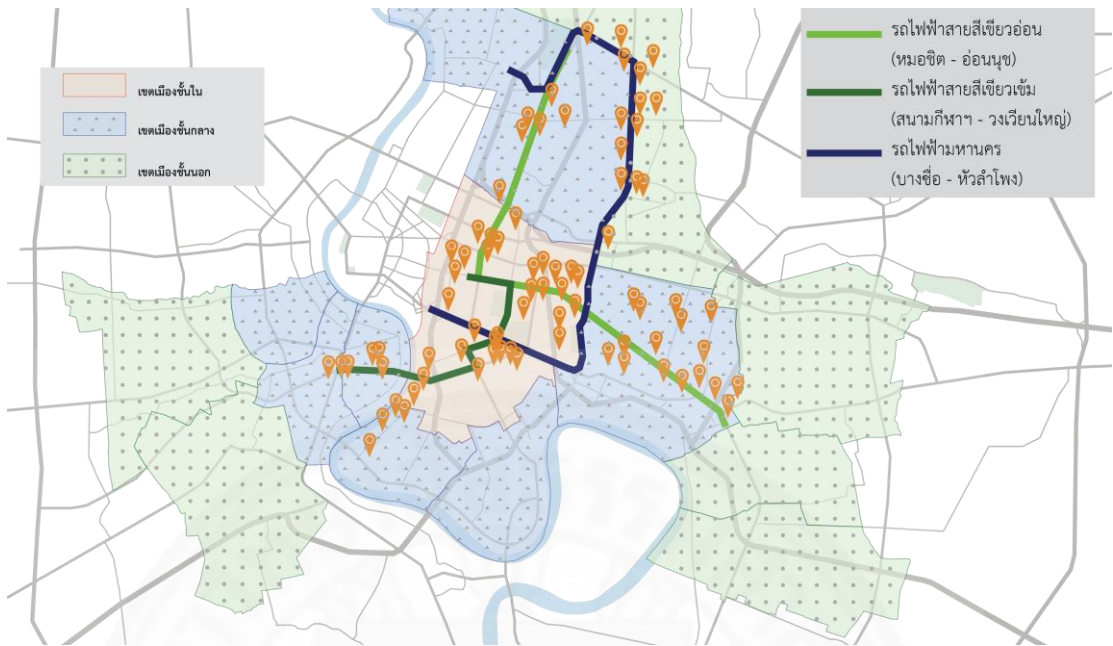 เขตเมืองชั้นใน
เขตเมืองชั้นกลาง
เขตเมืองชั้นนอก
รถไฟฟ้าสายสีเขียวอ่อน
(หมอชิต - อ่อนนุช)
รถไฟฟ้าสายสีเขียวเข้ม
(สนามกีฬาฯ - วงเวียนใหญ่)
รถไฟฟ้ามหานคร
(บางซื่อ - หัวลำโพง)